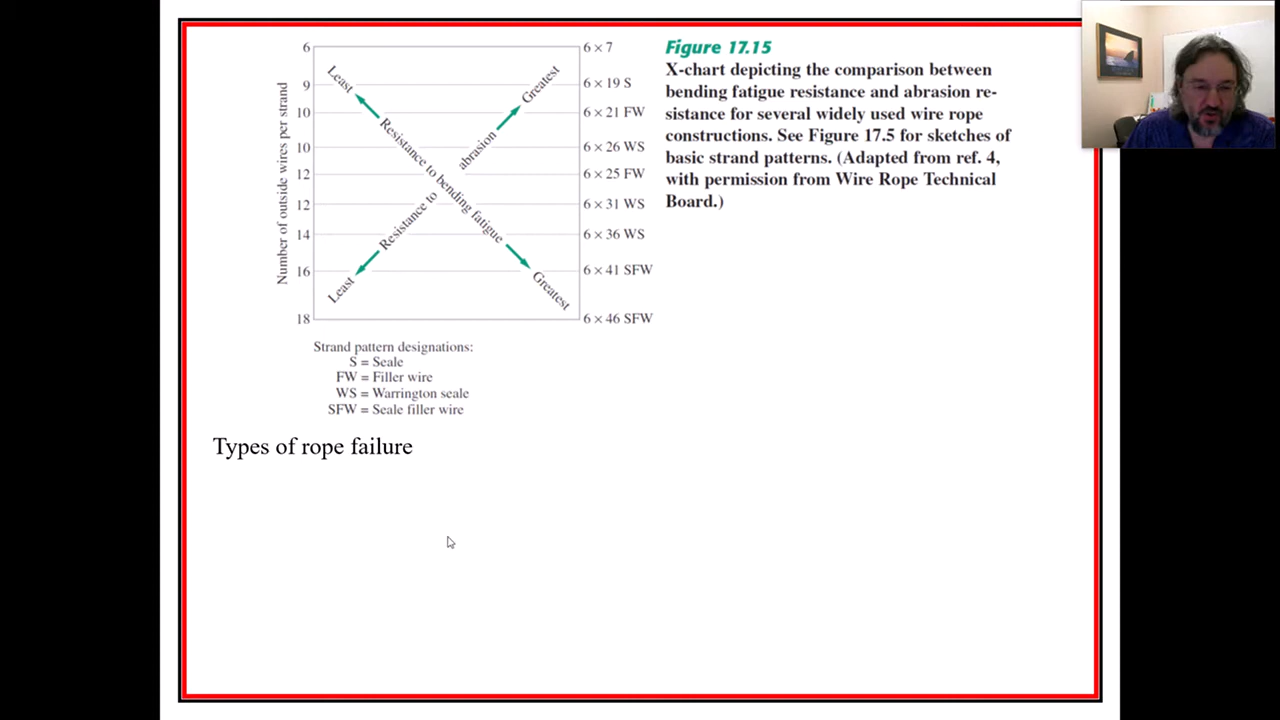 Figure 17.15
X-chart depicting the comparison between
bending fatigue resistance and abrasion re-
sistance for several widely used wire rope
constructions. See Figure 17.5 for sketches of
basic strand patterns. (Adapted from ref. 4,
with permission from Wire Rope Technical
Board.)
Number of outside wires per strand
6
9
10
10
12
12
14
16
18
Least
Resistance to bending fatigue
Greatest
Least
Resistance to abrasion
Greatest
6 × 7
6 × 19 S
6 × 21 FW
6 × 26 WS
6 × 25 FW
6 × 31 WS
6 × 36 WS
6 × 41 SFW
6 × 46 SFW
Strand pattern designations:
S = Seale
FW = Filler wire
WS = Warrington seale
SFW = Seale filler wire
Types of rope failure